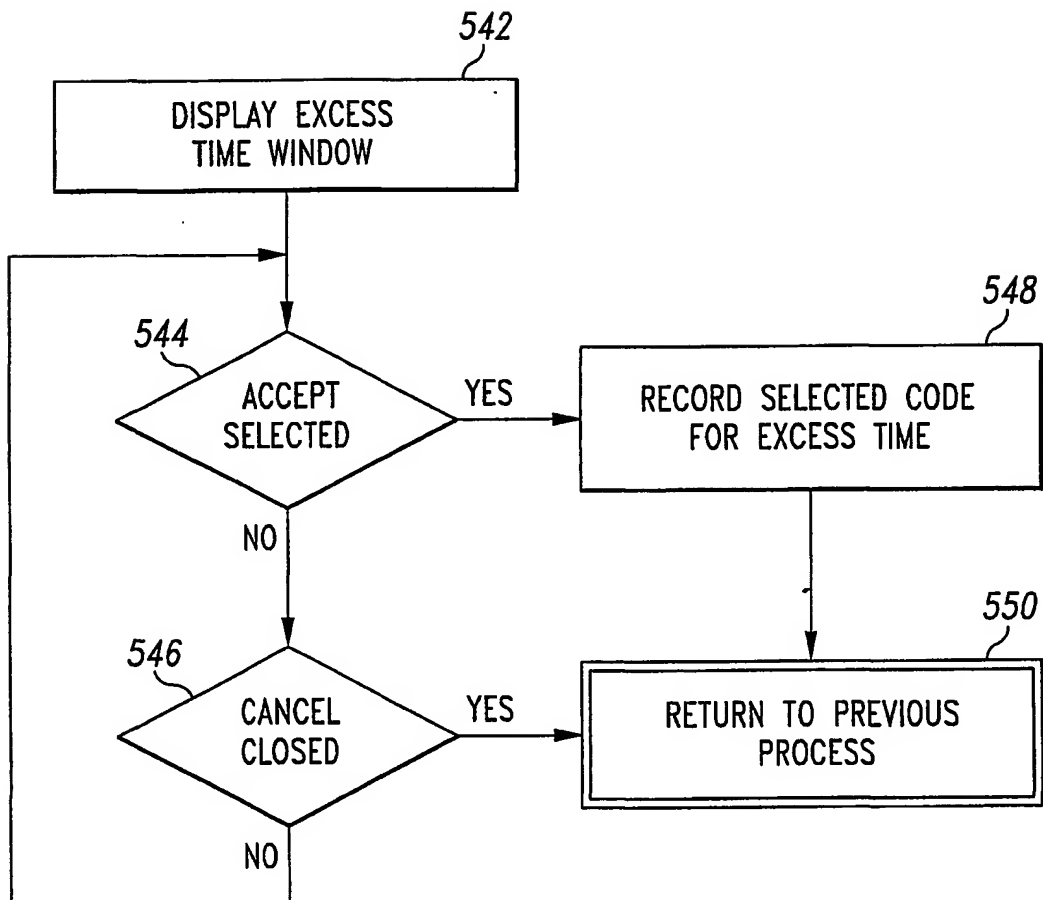 542
DISPLAY EXCESS
TIME WINDOW
544
ACCEPT
SELECTED
YES
548
RECORD SELECTED CODE
FOR EXCESS TIME
NO
546
CANCEL
CLOSED
YES
550
RETURN TO PREVIOUS
PROCESS
NO